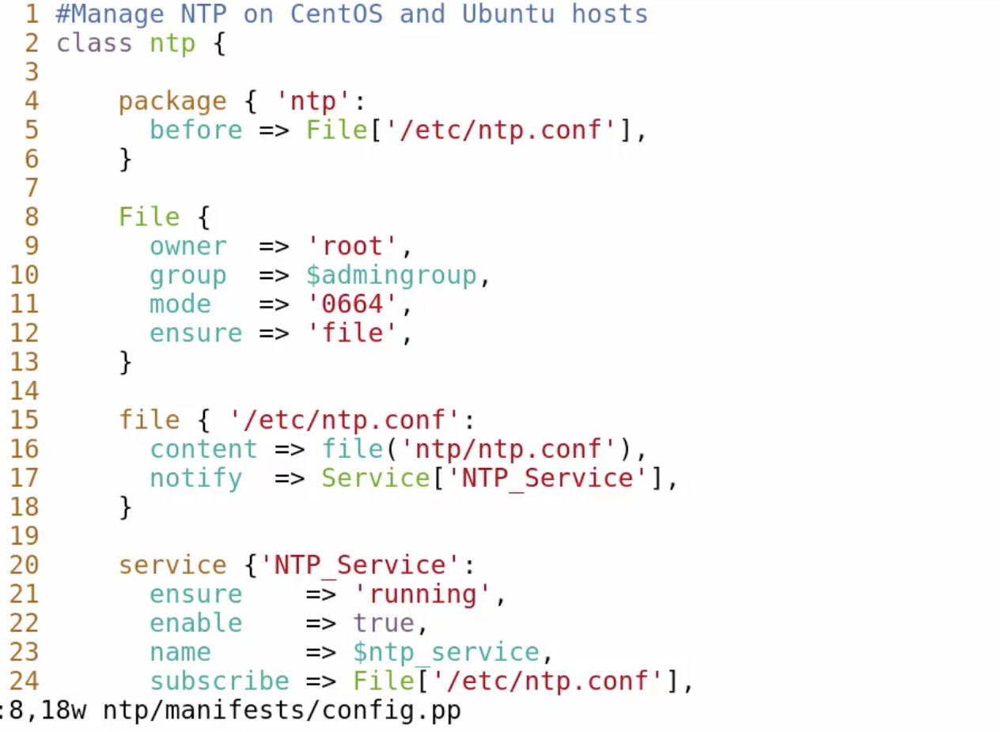 1 #Manage NTP on CentOS and Ubuntu hosts
2 class ntp {
3
4     package { 'ntp':
5       before => File['/etc/ntp.conf'],
6     }
7
8     File {
9       owner  => 'root',
10       group  => $admingroup,
11       mode   => '0664',
12       ensure => 'file',
13     }
14
15     file { '/etc/ntp.conf':
16       content => file('ntp/ntp.conf'),
17       notify  => Service['NTP_Service'],
18     }
19
20     service {'NTP_Service':
21       ensure    => 'running',
22       enable    => true,
23       name      => $ntp_service,
24       subscribe => File['/etc/ntp.conf'],
:8,18w ntp/manifests/config.pp